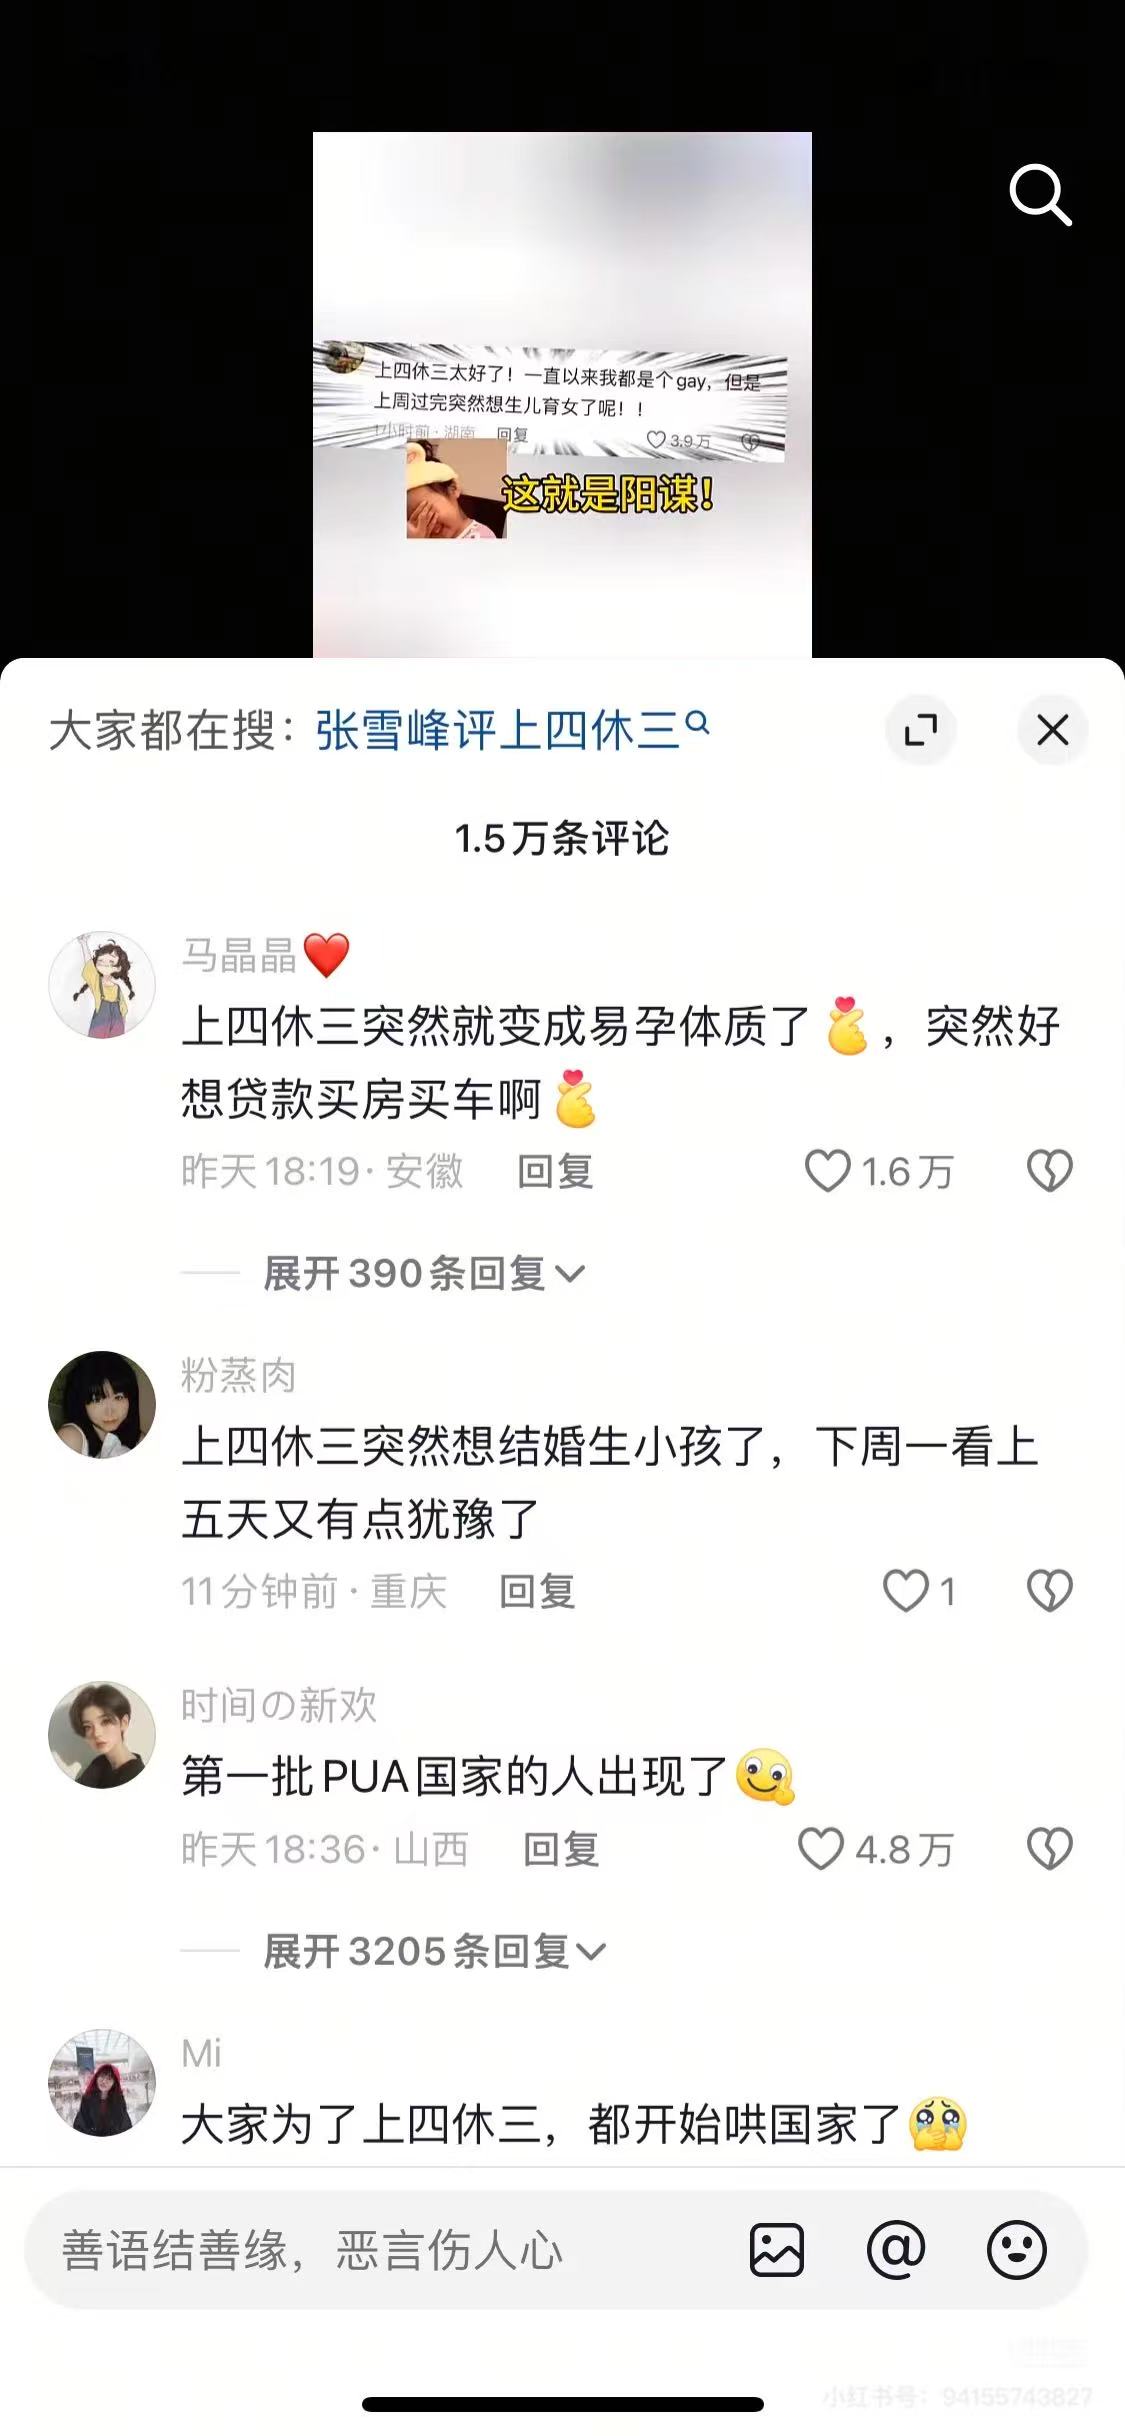 上四休三太好了！一直以来我都是个gay，但是
上周过完突然想生儿育女了呢！！
1小时前·湖南 回复 3.9万
这就是阳谋！
大家都在搜：张雪峰评上四休三
1.5万条评论
马晶晶❤️
上四休三突然就变成易孕体质了🫰，突然好
想贷款买房买车啊🫰
昨天18:19·安徽 回复 1.6万
展开390条回复
粉蒸肉
上四休三突然想结婚生小孩了，下周一看上
五天又有点犹豫了
11分钟前·重庆 回复 1
时间の新欢
第一批PUA国家的人出现了
昨天18:36·山西 回复 4.8万
展开3205条回复
Mi
大家为了上四休三，都开始哄国家了
善语结善缘，恶言伤人心
小红书号：94155743827